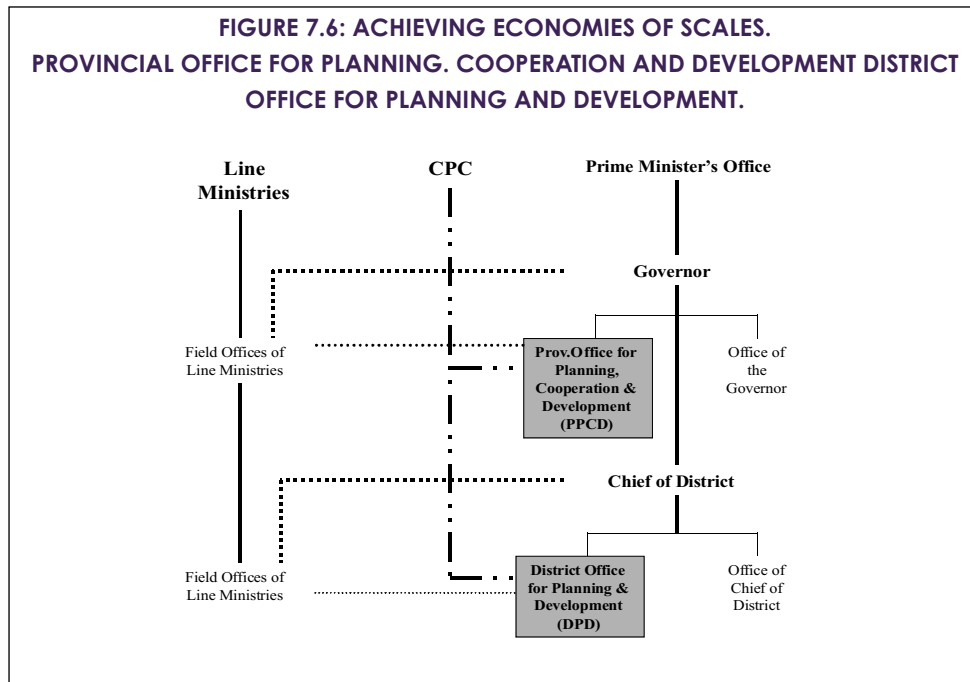 FIGURE 7.6: ACHIEVING ECONOMIES OF SCALES.
PROVINCIAL OFFICE FOR PLANNING. COOPERATION AND DEVELOPMENT DISTRICT
OFFICE FOR PLANNING AND DEVELOPMENT.
Line
Ministries
CPC
Prime Minister's Office
Governor
Field Offices of
Line Ministries
Prov.Office for
Planning,
Cooperation &
Development
(PPCD)
Office of
the
Governor
Chief of District
Field Offices of
Line Ministries
District Office
for Planning &
Development
(DPD)
Office of
Chief of
District